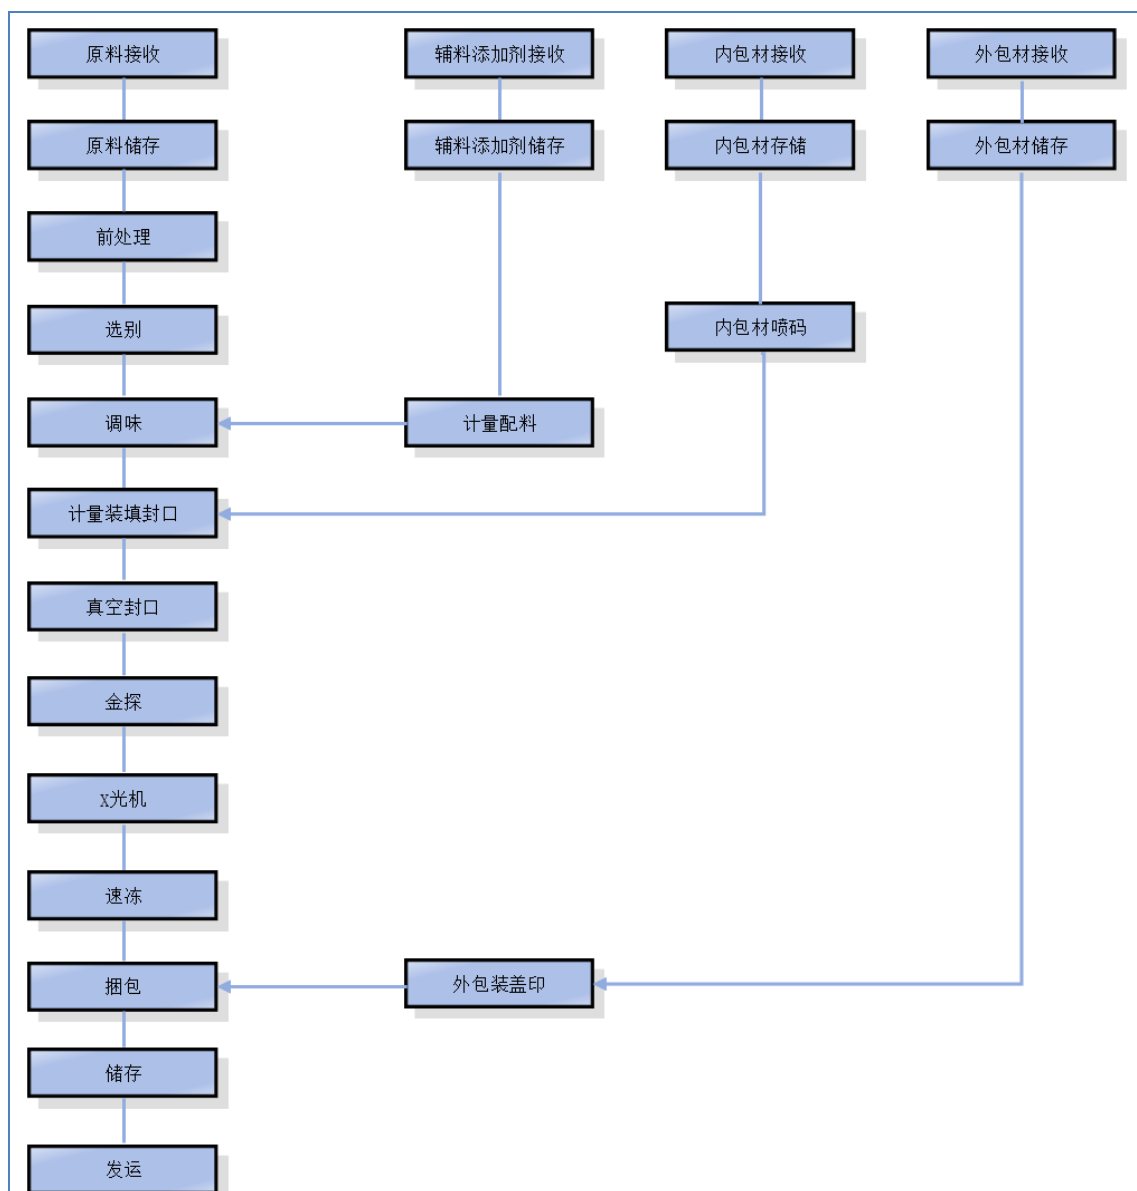 原料接收
辅料添加剂接收
内包材接收
外包材接收
原料储存
辅料添加剂储存
内包材存储
外包材储存
前处理
选别
内包材喷码
调味
计量配料
计量装填封口
真空封口
金探
X光机
速冻
捆包
外包装盖印
储存
发运